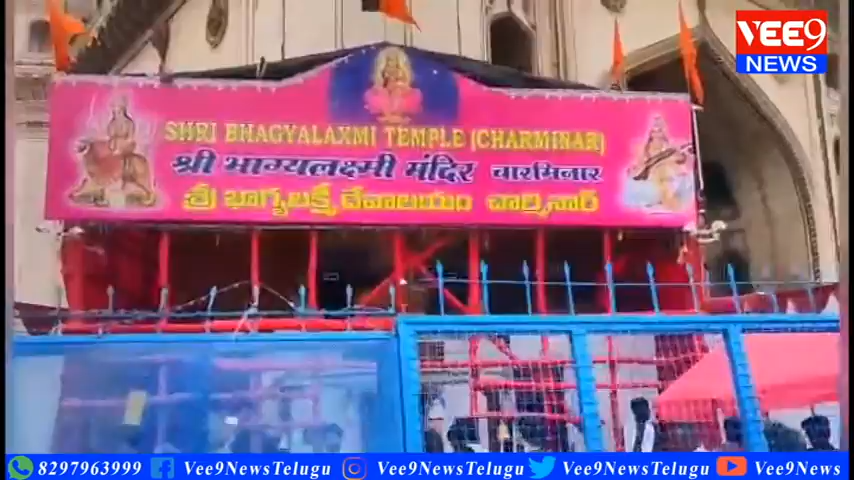 VEE9
NEWS
SHRI BHAGYALAXMI TEMPLE (CHARMINAR)
श्री भाग्यलक्ष्मी मंदिर चारमिनार
శ్రీ భాగ్యలక్ష్మీ దేవాలయం చార్మినార్
8297963999 Vee9NewsTelugu Vee9NewsTelugu Vee9NewsTelugu Vee9News